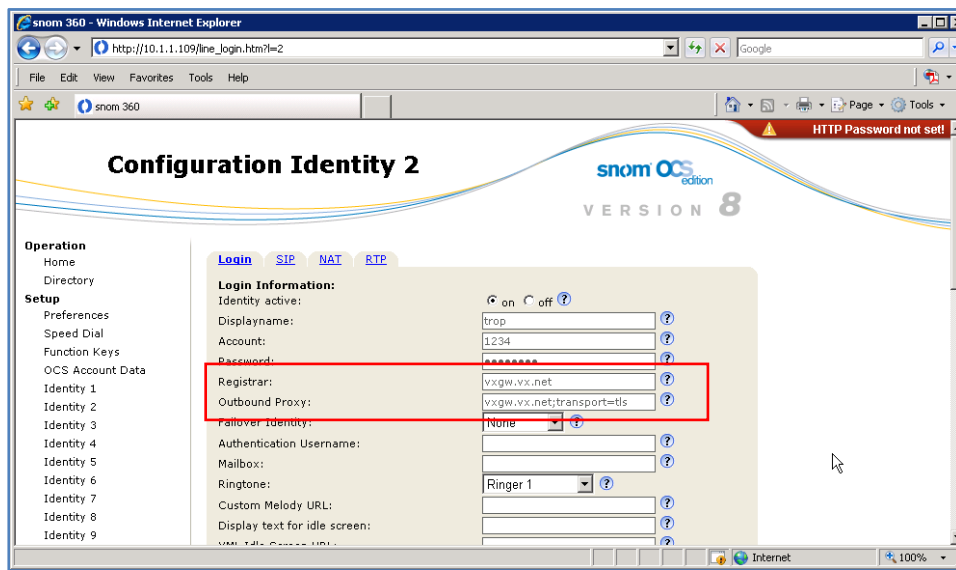 snom 360 - Windows Internet Explorer
http://10.1.1.109/line_login.htm?l=2
Google
File Edit View Favorites Tools Help
snom 360
Page Tools
HTTP Password not set!
Configuration Identity 2
snom OCS edition
VERSION 8
Operation
Home
Directory
Setup
Preferences
Speed Dial
Function Keys
OCS Account Data
Identity 1
Identity 2
Identity 3
Identity 4
Identity 5
Identity 6
Identity 7
Identity 8
Identity 9
Login SIP NAT RTP
Login Information:
Identity active: on off
Displayname: trop
Account: 1234
Password:
Registrar: vxgw.vx.net
Outbound Proxy: vxgw.vx.net;transport=tls
Failover Identity: None
Authentication Username:
Mailbox:
Ringtone: Ringer 1
Custom Melody URL:
Display text for idle screen:
XML Idle Screen URL:
Internet 100%